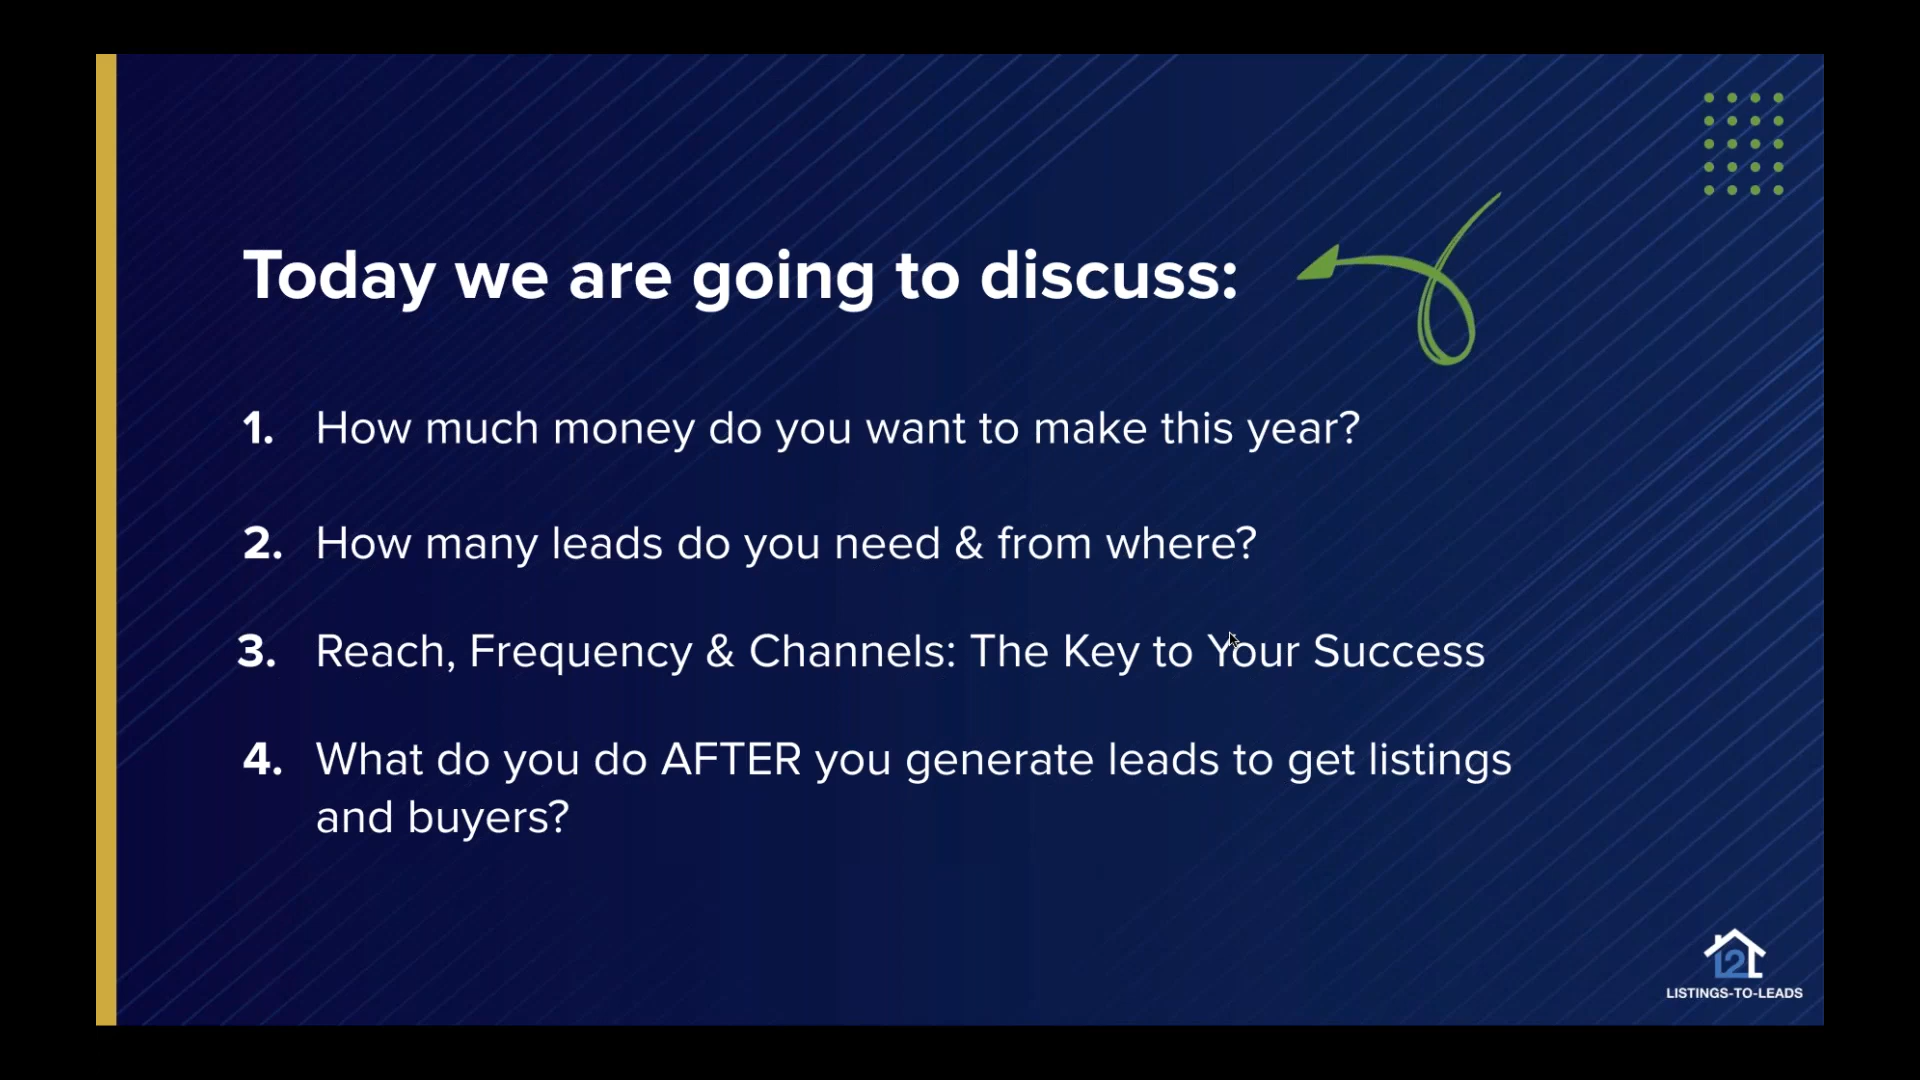 Today we are going to discuss:
1. How much money do you want to make this year?
2. How many leads do you need & from where?
3. Reach, Frequency & Channels: The Key to Your Success
4. What do you do AFTER you generate leads to get listings
and buyers?
L2L
LISTINGS-TO-LEADS